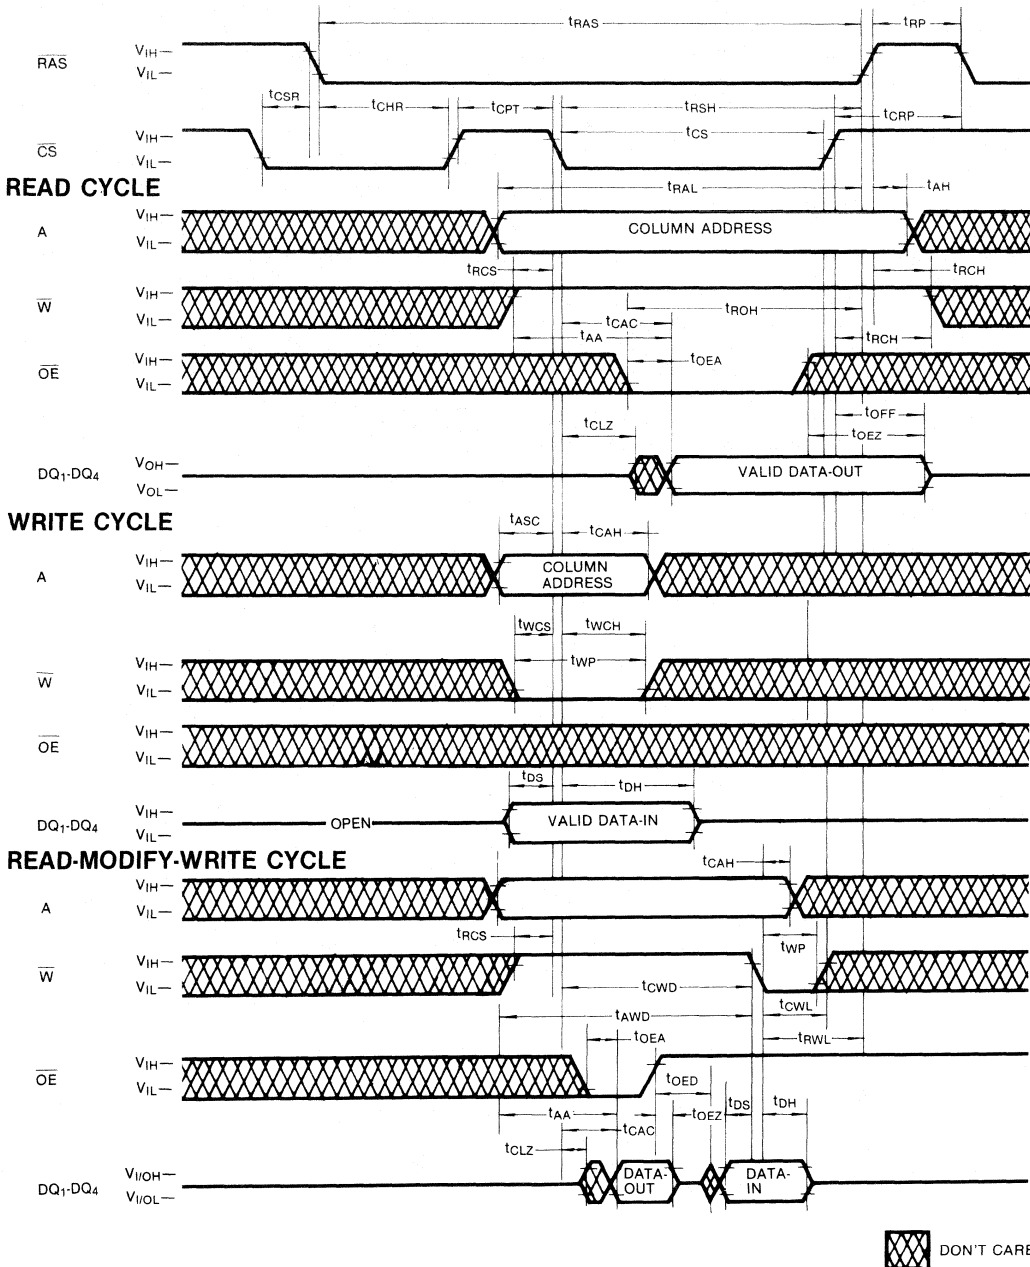 tRAS
tRP
RAS
VIH—
VIL—
tCSR
tCHR
tCPT
tRSH
tCRP
tCS
CS
VIH—
VIL—
READ CYCLE
tRAL
tAH
A
VIH—
VIL—
COLUMN ADDRESS
tRCS
tRCH
W
VIH—
VIL—
tROH
tCAC
tAA
tRCH
OE
VIH—
VIL—
tOEA
tOFF
tCLZ
tOEZ
DQ1-DQ4
VOH—
VOL—
VALID DATA-OUT
WRITE CYCLE
tASC
tCAH
A
VIH—
VIL—
COLUMN
ADDRESS
tWCS
tWCH
tWP
W
VIH—
VIL—
OE
VIH—
VIL—
tDS
tDH
DQ1-DQ4
VIH—
VIL—
OPEN
VALID DATA-IN
READ-MODIFY-WRITE CYCLE
tCAH
A
VIH—
VIL—
tRCS
tWP
W
VIH—
VIL—
tCWD
tCWL
tAWD
tRWL
tOEA
OE
VIH—
VIL—
tOED
tAA
tOEZ
tDS
tDH
tCAC
tCLZ
DQ1-DQ4
VI/OH—
VI/OL—
DATA-
OUT
DATA-
IN
DON'T CARE